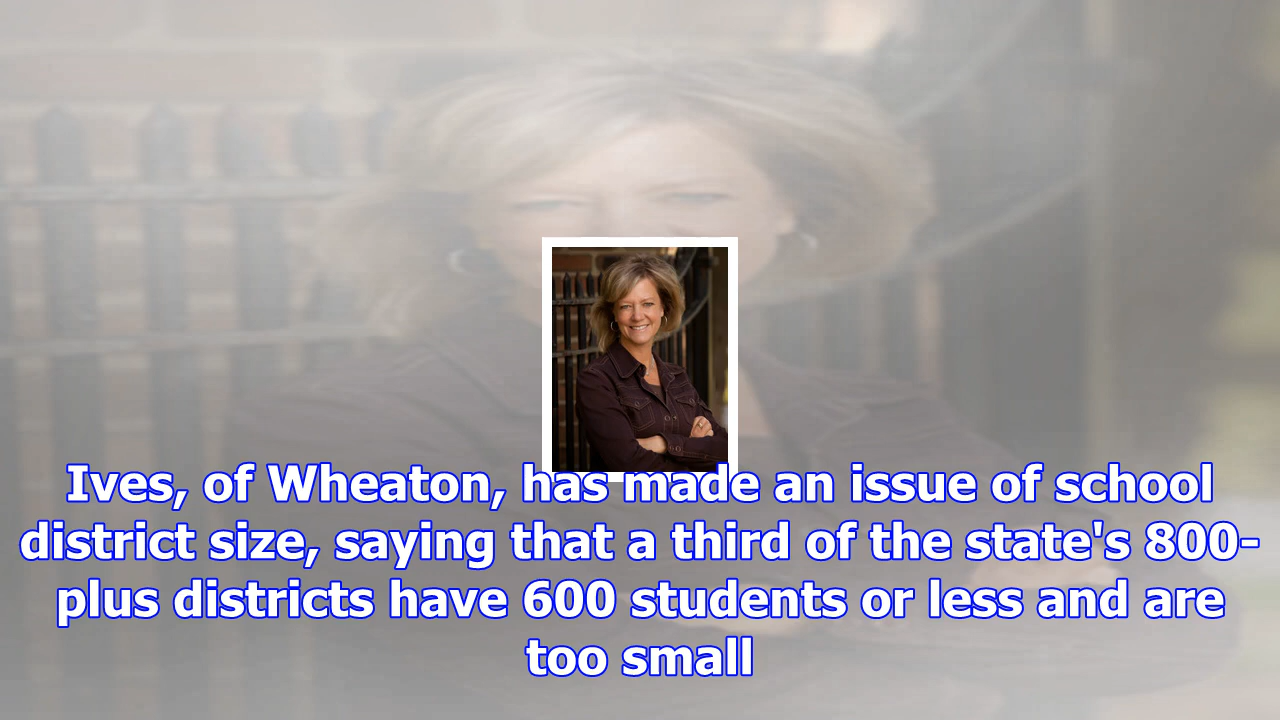 Ives, of Wheaton, has made an issue of school
district size, saying that a third of the state's 800-
plus districts have 600 students or less and are
too small